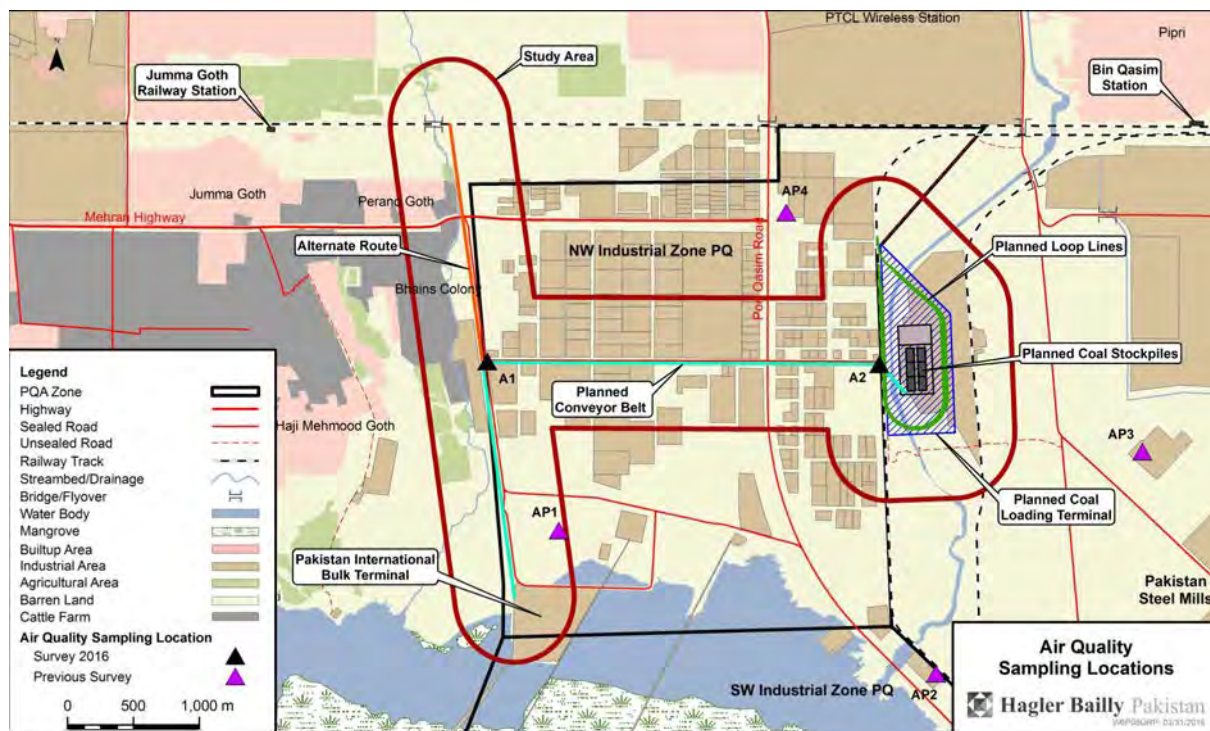 PTCL Wireless Station
Pipri
N
Study Area
Jumma Goth
Railway Station
Bin Qasim
Station
Jumma Goth
Perano Goth
AP4
Mehran Highway
Alternate Route
NW Industrial Zone PQ
Port Qasim Road
Planned Loop Lines
Bhains Colony
Planned Coal Stockpiles
A1
A2
Planned
Conveyor Belt
Haji Mehmood Goth
AP3
Planned Coal
Loading Terminal
AP1
Pakistan International
Bulk Terminal
Pakistan
Steel Mills
SW Industrial Zone PQ
AP2
Legend
PQA Zone
Highway
Sealed Road
Unsealed Road
Railway Track
Streambed/Drainage
Bridge/Flyover
Water Body
Mangrove
Builtup Area
Industrial Area
Agricultural Area
Barren Land
Cattle Farm
Air Quality Sampling Location
Survey 2016
Previous Survey
0 500 1,000 m
Air Quality
Sampling Locations
Hagler Bailly Pakistan